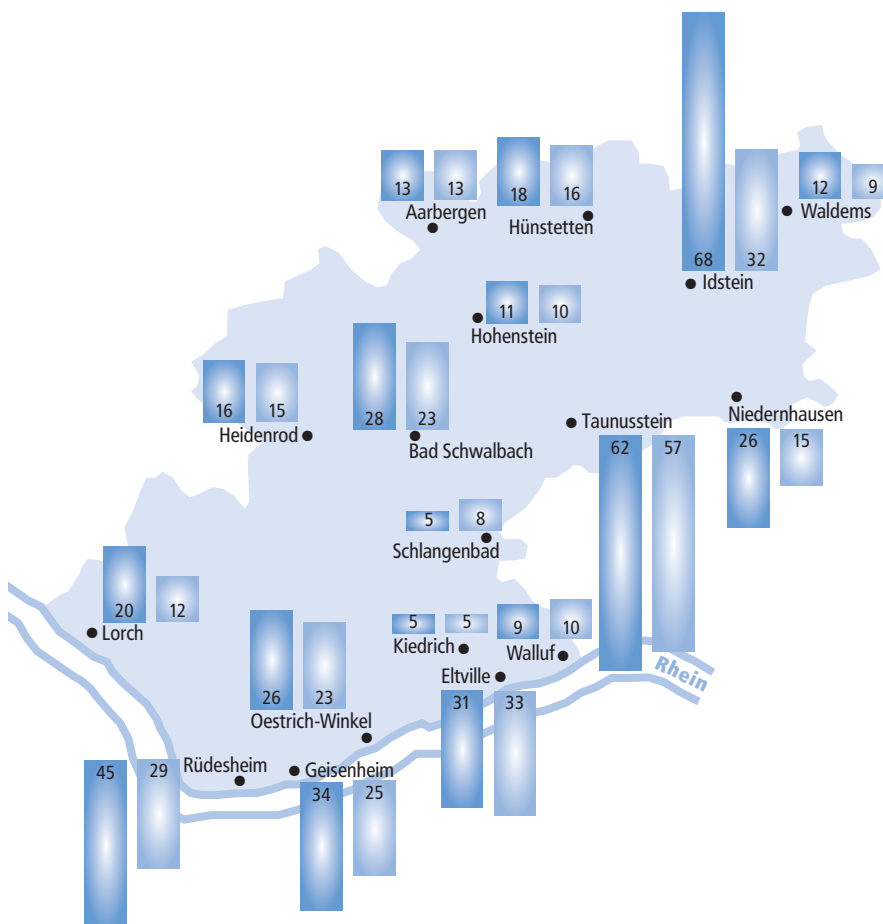 13 13
Aarbergen
18 16
Hünstetten
68 32
Idstein
12 9
Waldems
11 10
Hohenstein
16 15
Heidenrod
28 23
Bad Schwalbach
Taunusstein
62 57
Niedernhausen
26 15
5 8
Schlangenbad
20 12
Lorch
5 5
Kiedrich
9 10
Walluf
Rhein
26 23
Oestrich-Winkel
Eltville
31 33
Rüdesheim
45 29
Geisenheim
34 25